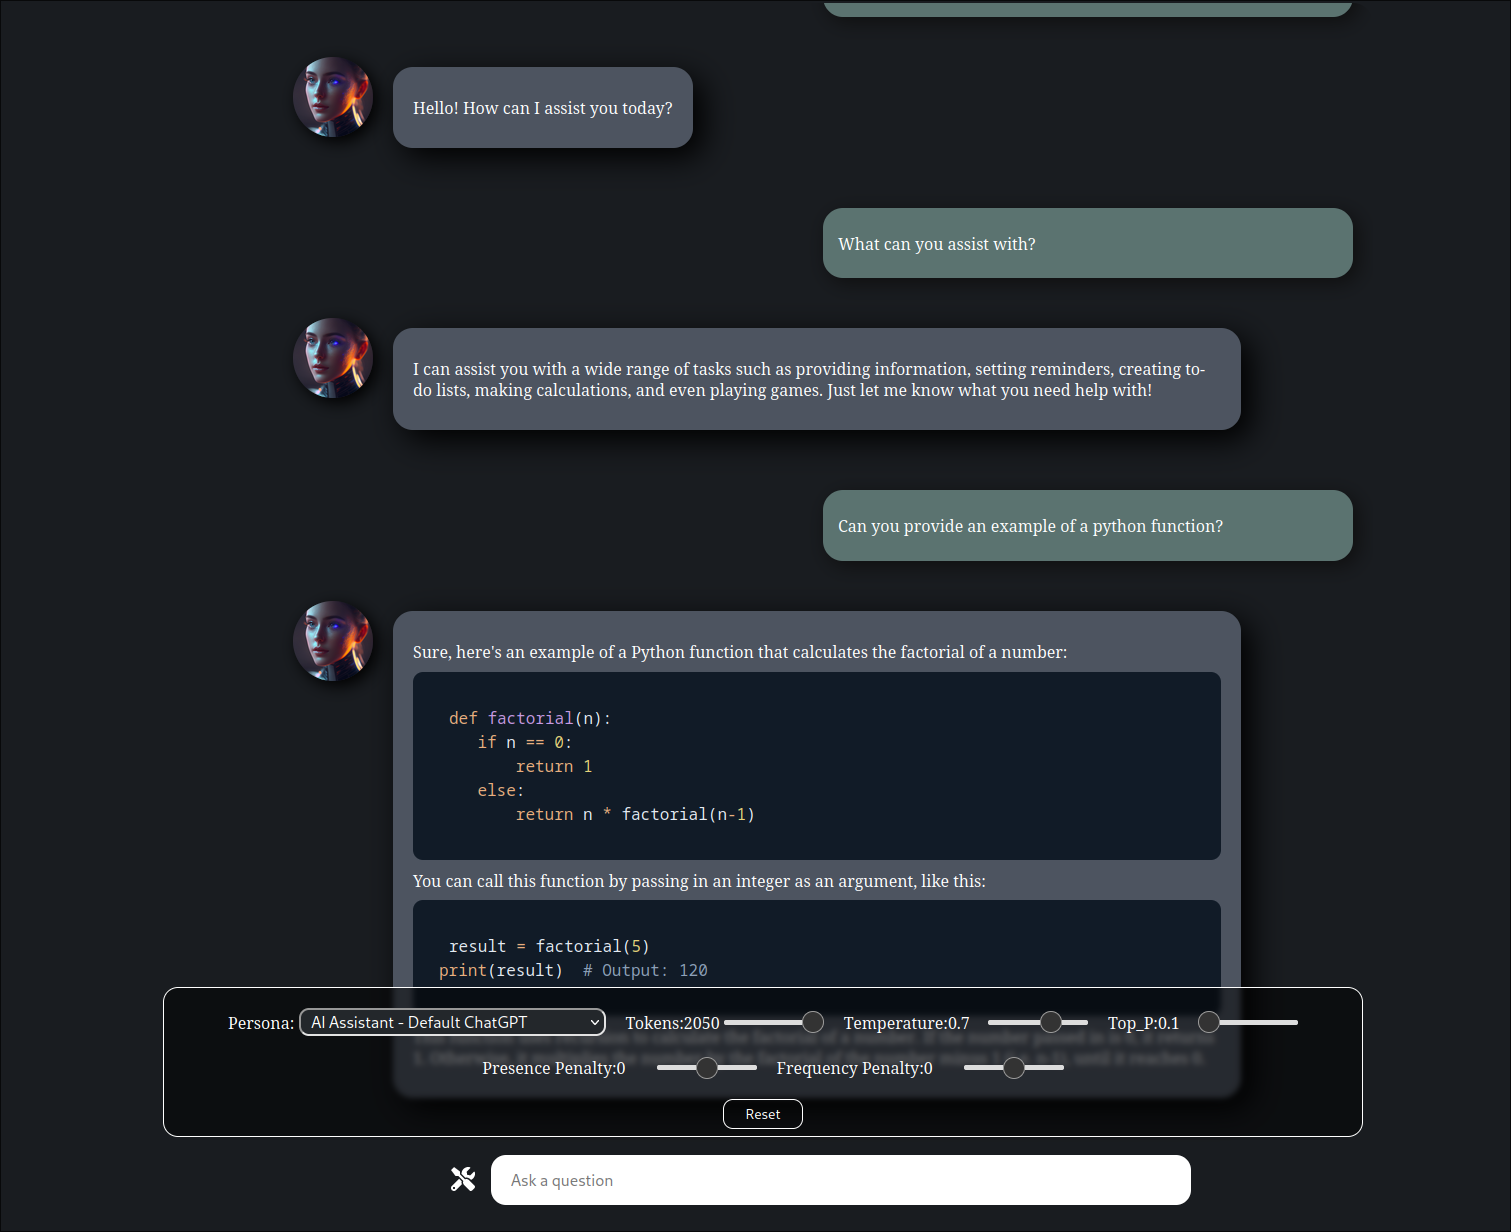 Hello! How can I assist you today?
What can you assist with?
I can assist you with a wide range of tasks such as providing information, setting reminders, creating to-
do lists, making calculations, and even playing games. Just let me know what you need help with!
Can you provide an example of a python function?
Sure, here's an example of a Python function that calculates the factorial of a number:
def factorial(n):
if n == 0:
return 1
else:
return n * factorial(n-1)
You can call this function by passing in an integer as an argument, like this:
result = factorial(5)
print(result)  # Output: 120
Persona: AI Assistant - Default ChatGPT Tokens:2050 Temperature:0.7 Top_P:0.1
Presence Penalty:0 Frequency Penalty:0
Reset
Ask a question